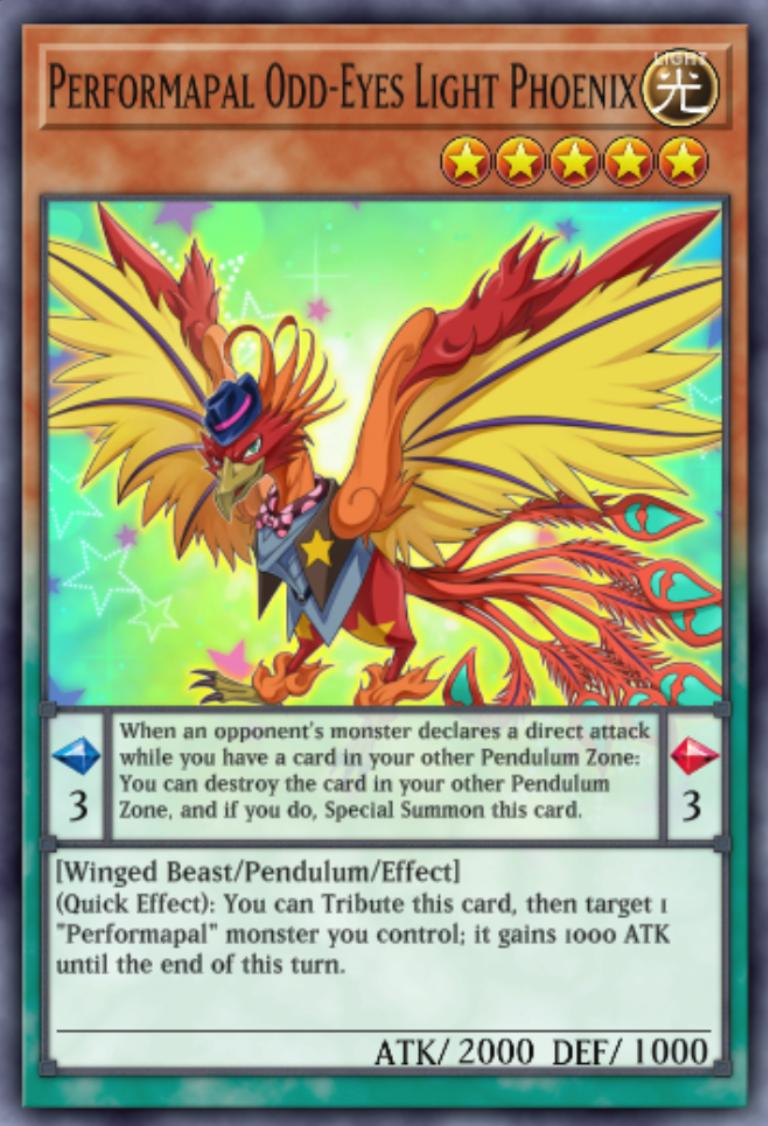 Performapal Odd-Eyes Light Phoenix
LIGHT
光
When an opponent's monster declares a direct attack
while you have a card in your other Pendulum Zone:
You can destroy the card in your other Pendulum
Zone, and if you do, Special Summon this card.
3
3
[Winged Beast/Pendulum/Effect]
(Quick Effect): You can Tribute this card, then target 1
"Performapal" monster you control; it gains 1000 ATK
until the end of this turn.
ATK/ 2000 DEF/ 1000